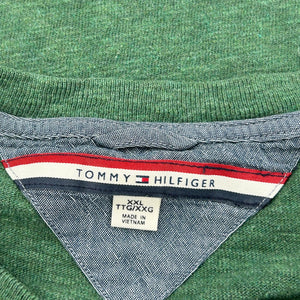 TOMMY HILFIGER
XXL
TTG/XXG
MADE IN
VIETNAM